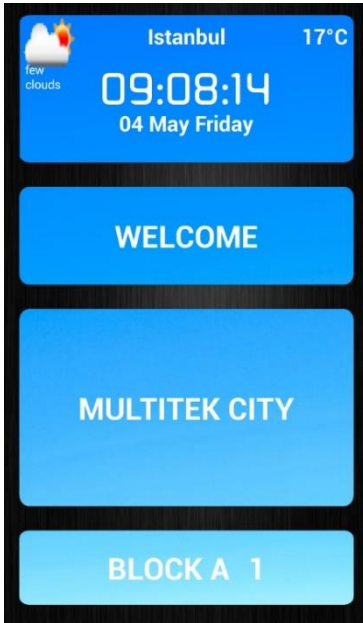 Istanbul 17°C
few
clouds
09:08:14
04 May Friday
WELCOME
MULTITEK CITY
BLOCK A 1